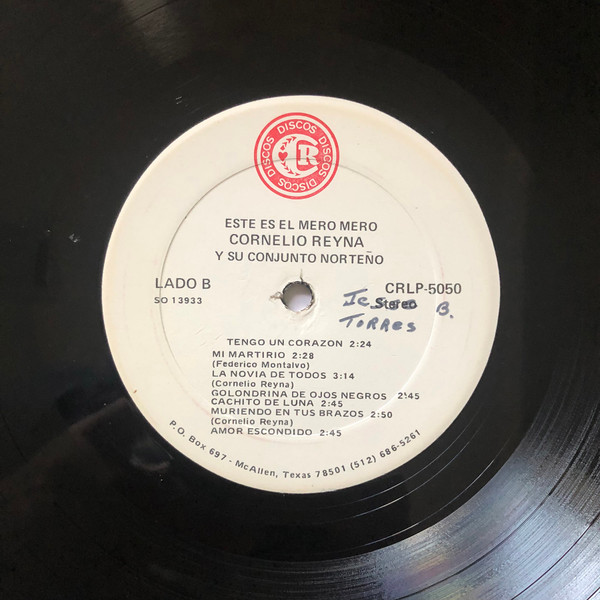 DISCOS DISCOS DISCOS DISCOS DISCOS
CR
ESTE ES EL MERO MERO
CORNELIO REYNA
Y SU CONJUNTO NORTEÑO
LADO B
SO 13933
CRLP-5050
Stereo
B.
TORRES
TENGO UN CORAZON 2:24
MI MARTIRIO 2:28
(Federico Montalvo)
LA NOVIA DE TODOS 3:14
(Cornelio Reyna)
GOLONDRINA DE OJOS NEGROS 2:45
CACHITO DE LUNA 2:45
MURIENDO EN TUS BRAZOS 2:50
(Cornelio Reyna)
AMOR ESCONDIDO 2:45
P.O. Box 697 - McAllen, Texas 78501 (512) 686-5261